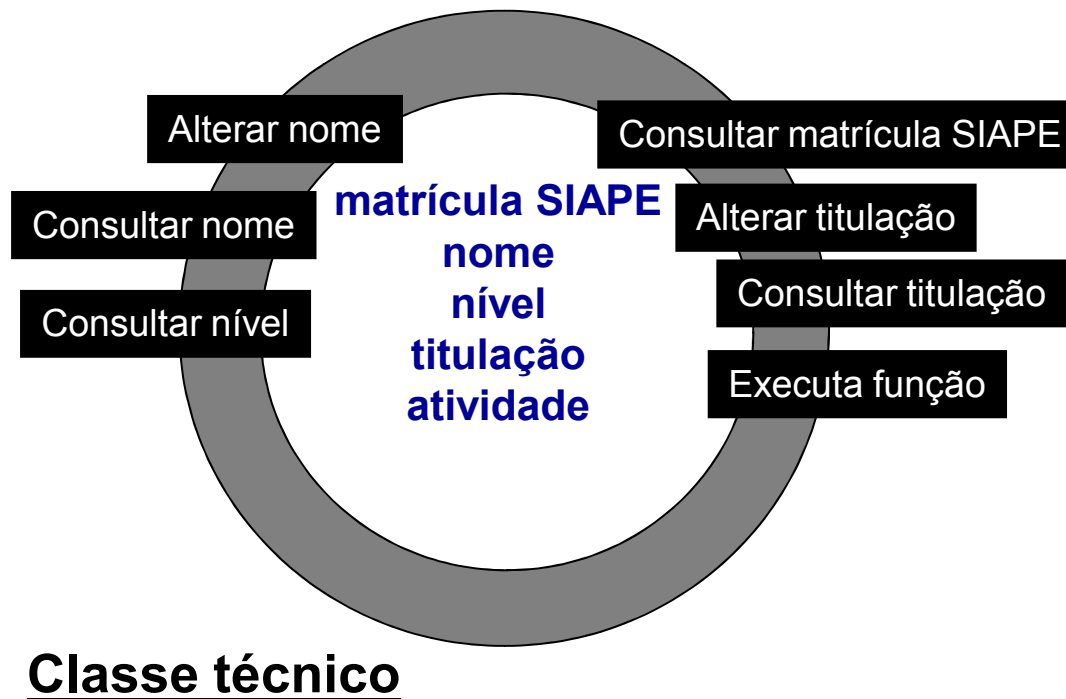 Alterar nome
Consultar nome
Consultar nível
matrícula SIAPE
nome
nível
titulação
atividade
Consultar matrícula SIAPE
Alterar titulação
Consultar titulação
Executa função
Classe técnico